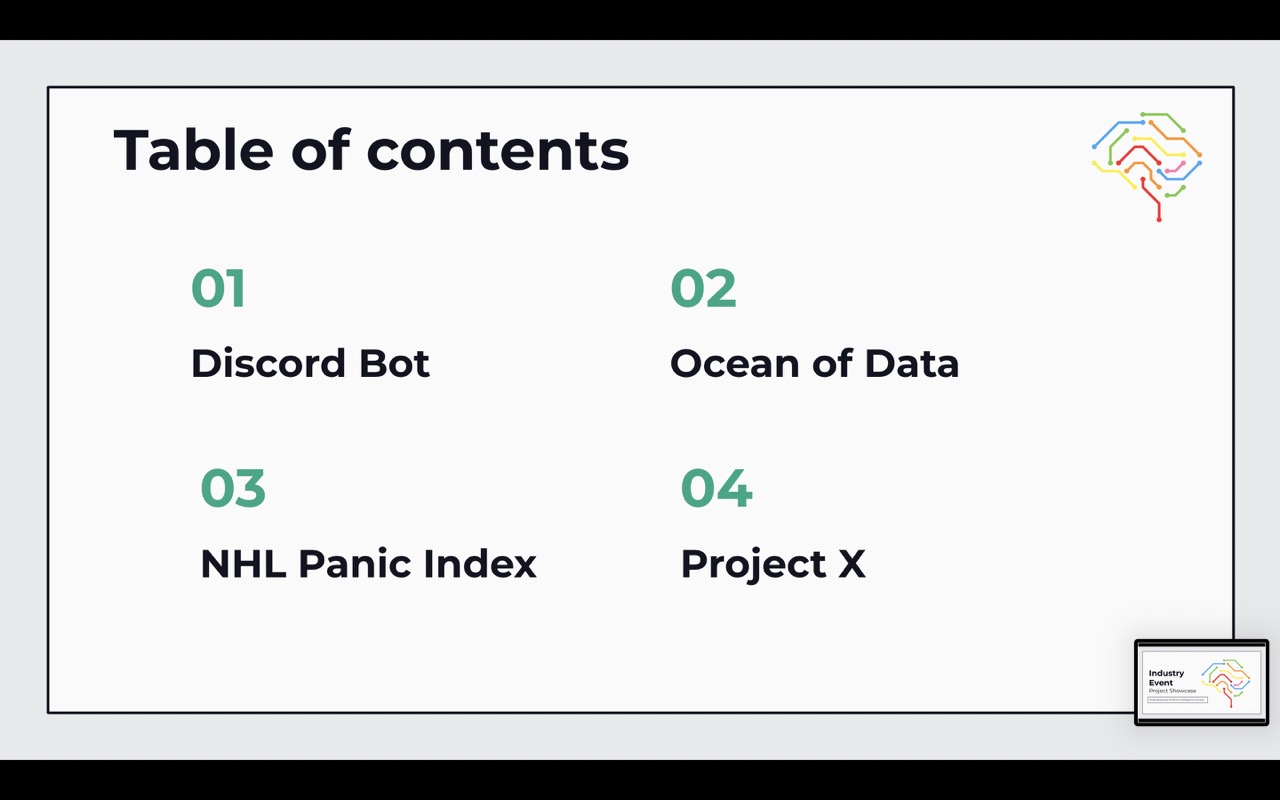 Table of contents
01
02
Discord Bot
Ocean of Data
03
04
NHL Panic Index
Project X
Industry
Event
Project Showcase